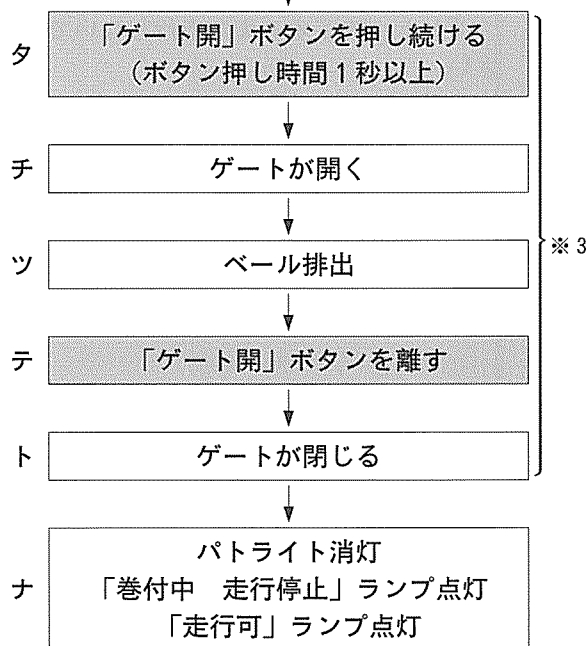 タ
「ゲート開」ボタンを押し続ける
(ボタン押し時間1秒以上)
チ
ゲートが開く
ツ
ベール排出
※3
テ
「ゲート開」ボタンを離す
ト
ゲートが閉じる
ナ
パトライト消灯
「巻付中 走行停止」ランプ点灯
「走行可」ランプ点灯